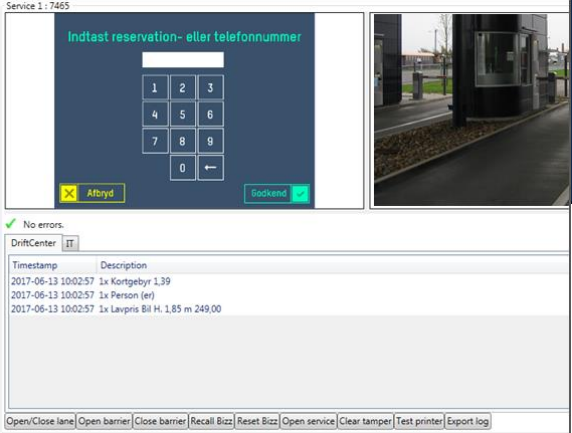 Service 1 : 7465
Indtast reservation- eller telefonnummer
1 2 3
4 5 6
7 8 9
0 ←
Afbryd Godkend
No errors.
DriftCenter IT
Timestamp Description
2017-06-13 10:02:57 1x Kortgebyr 1,39
2017-06-13 10:02:57 1x Person (er)
2017-06-13 10:02:57 1x Lavpris Bil H. 1,85 m 249,00
Open/Close lane Open barrier Close barrier Recall Bizz Reset Bizz Open service Clear tamper Test printer Export log